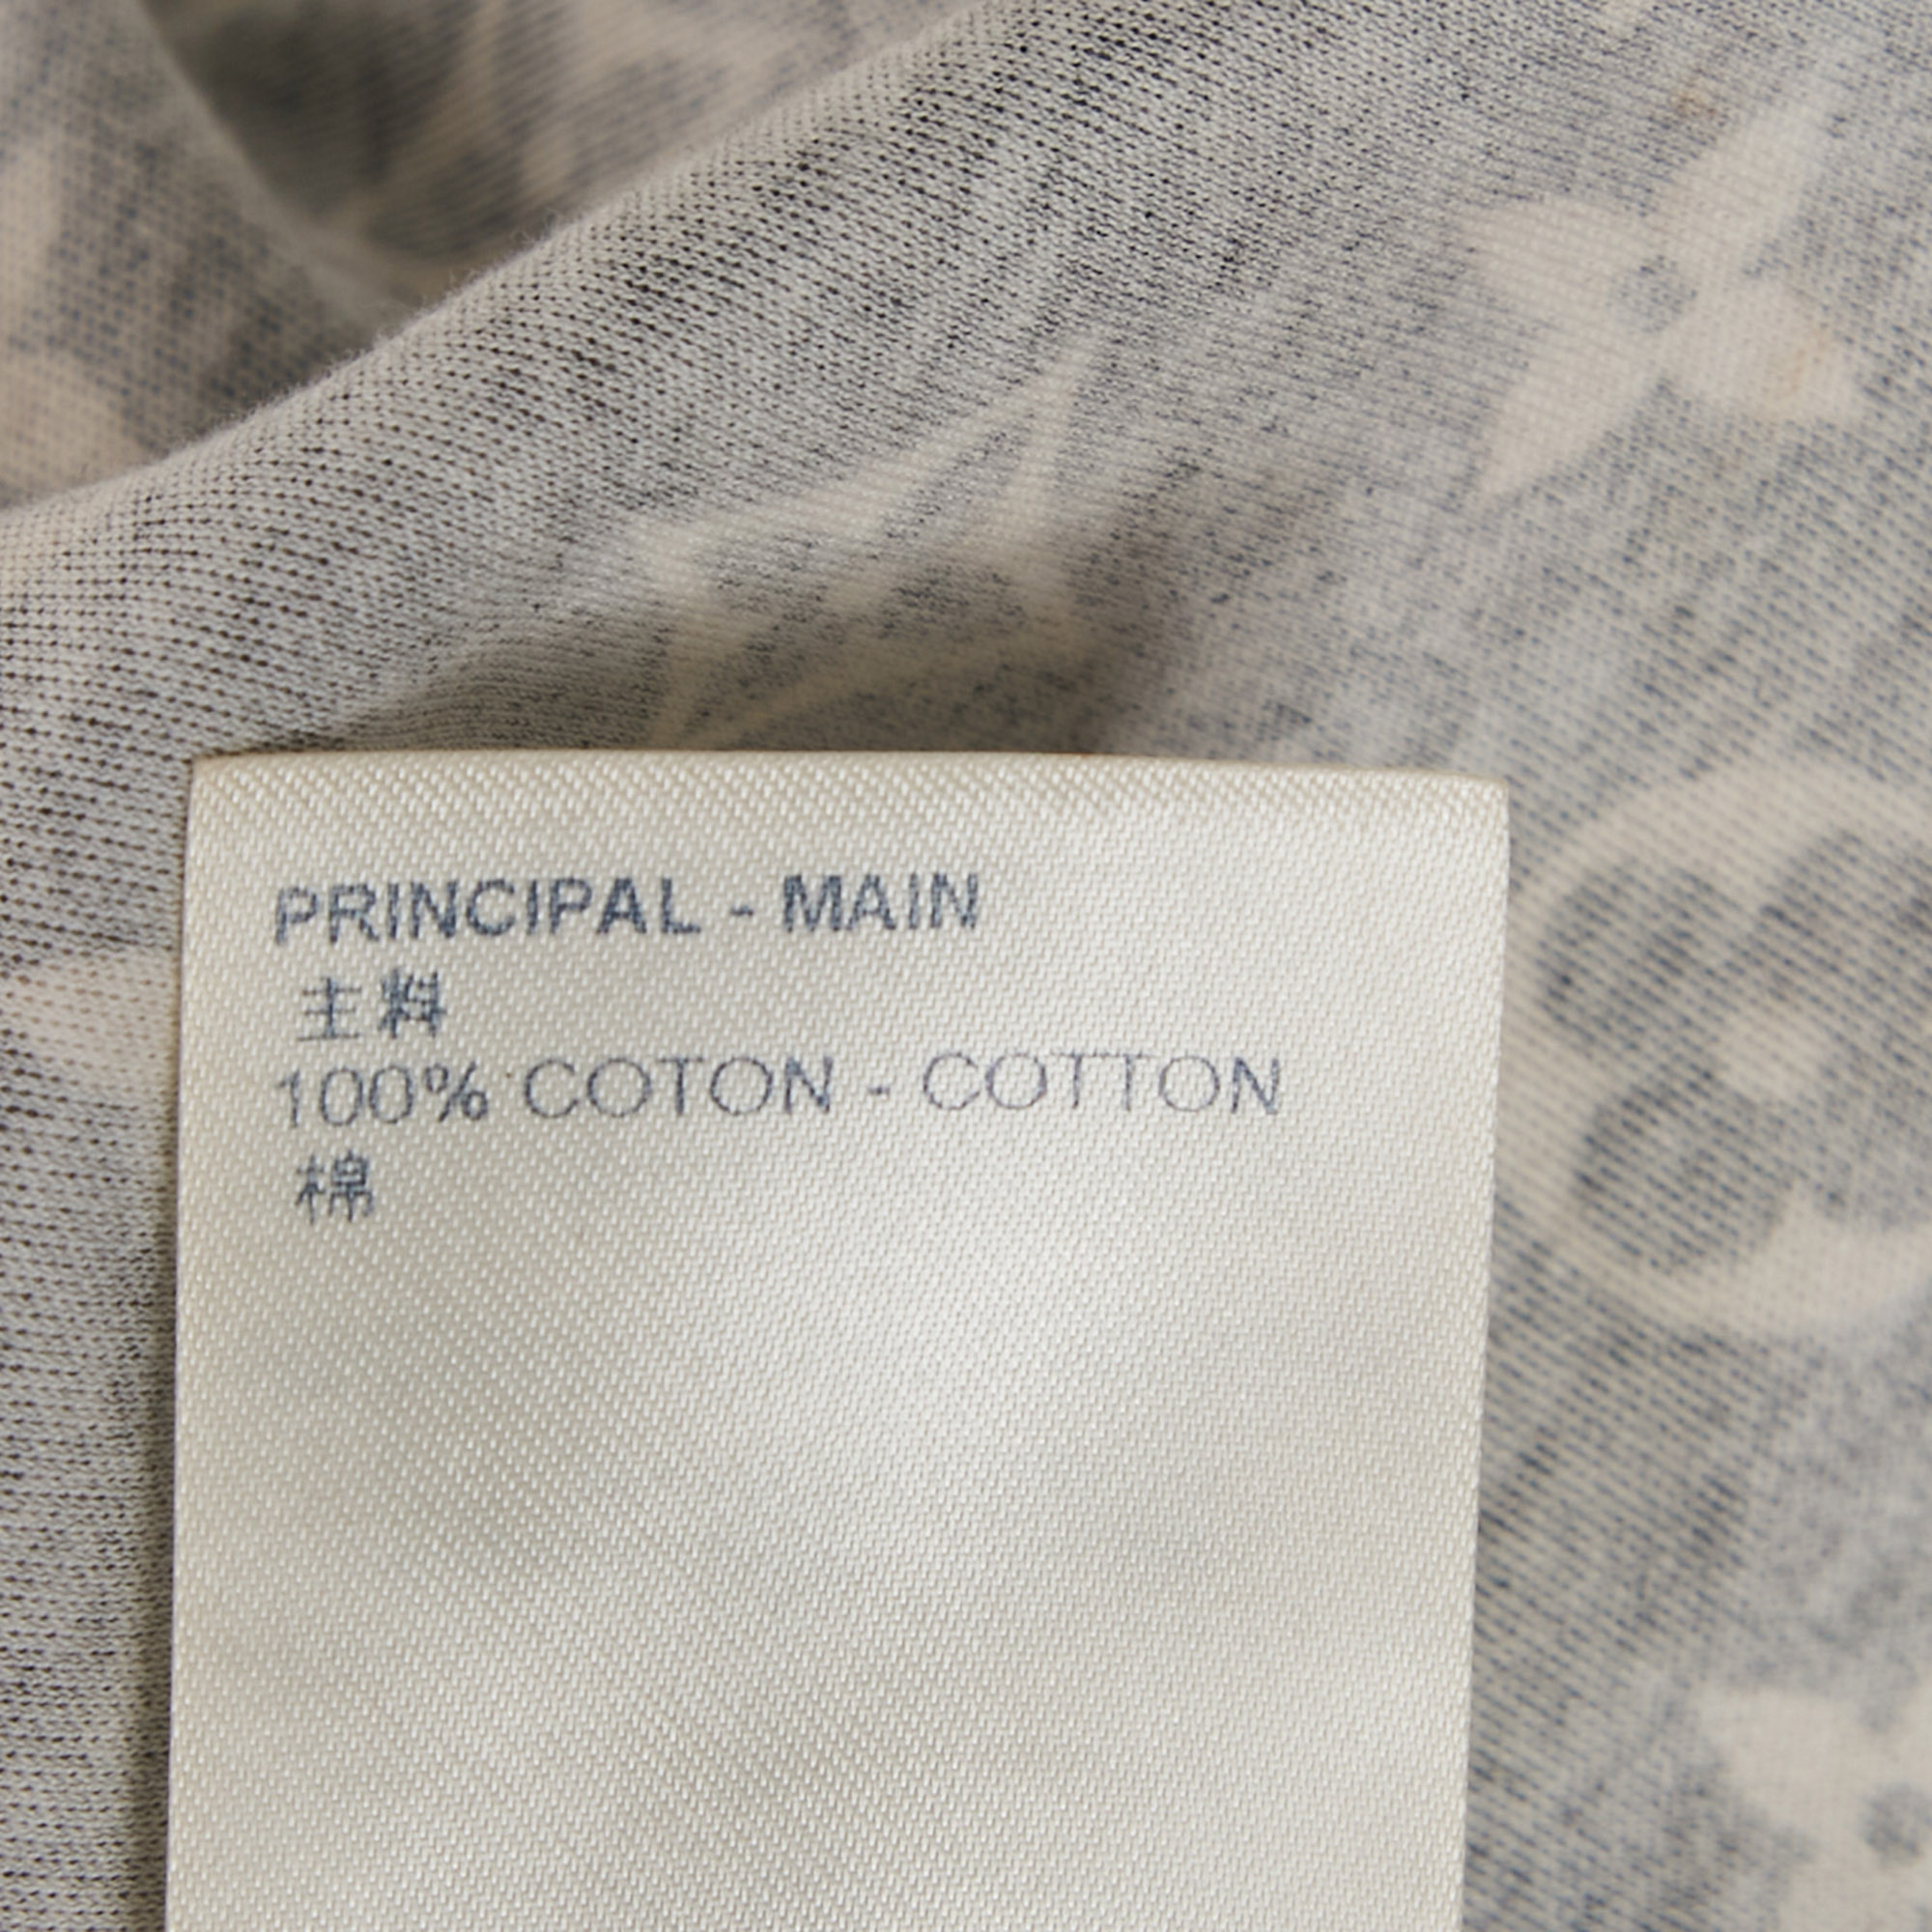 PRINCIPAL - MAIN
主料
100% COTON - COTTON
棉